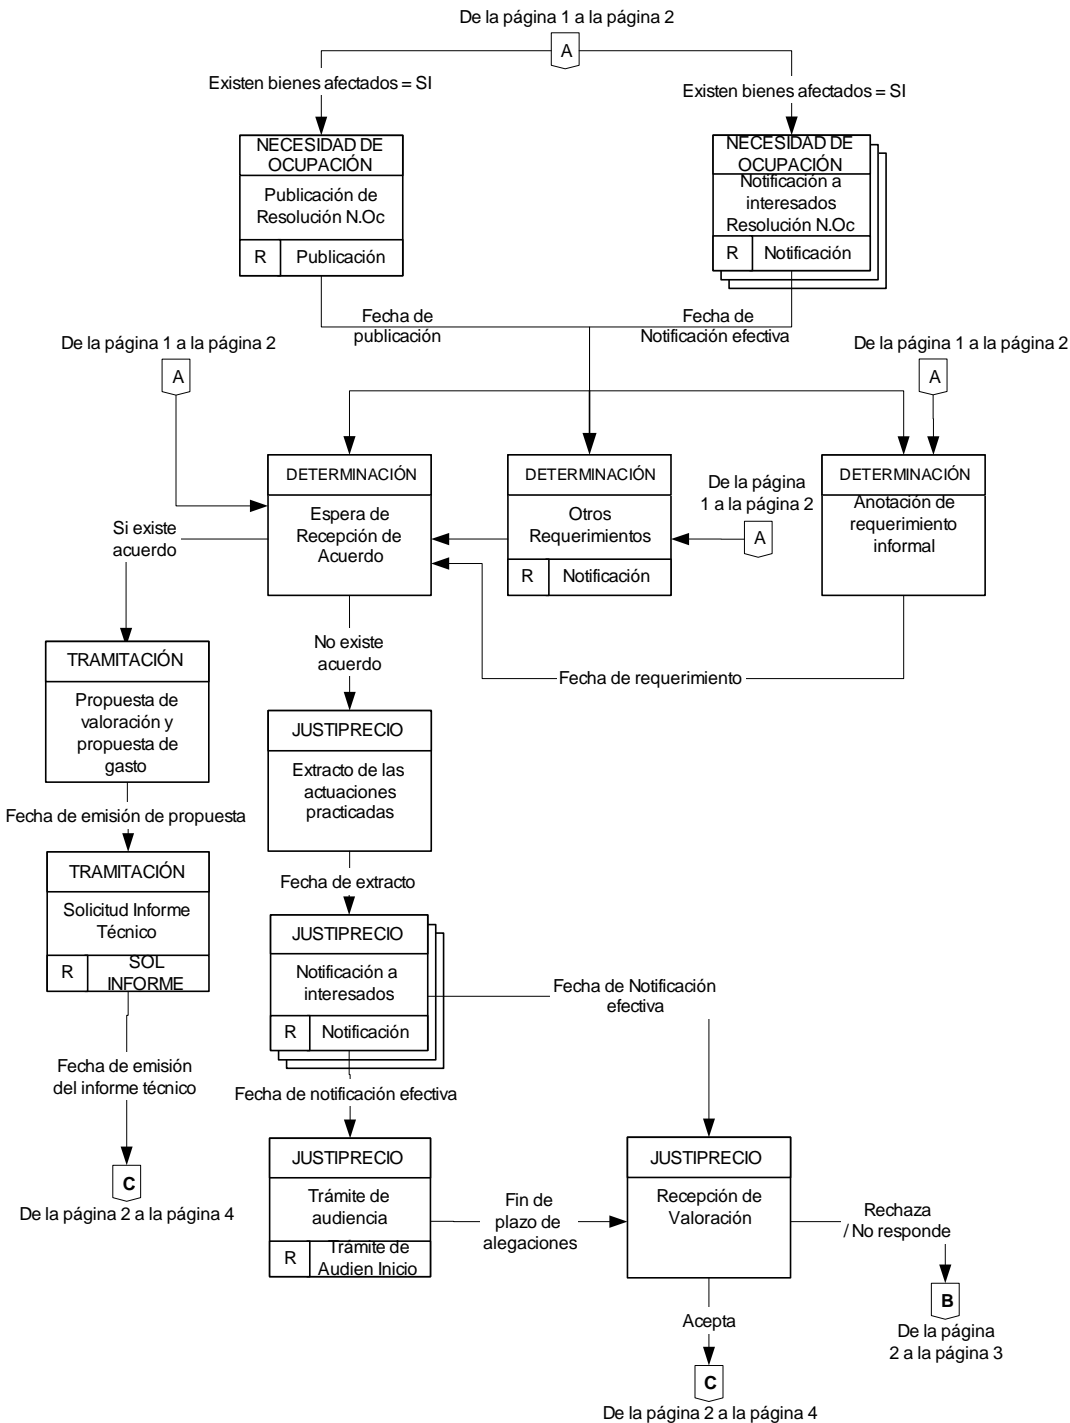 De la página 1 a la página 2
A
Existen bienes afectados = SI
Existen bienes afectados = SI
NECESIDAD DE
OCUPACIÓN
Publicación de
Resolución N.Oc
R Publicación
NECESIDAD DE
OCUPACIÓN
Notificación a
interesados
Resolución N.Oc
R Notificación
Fecha de
publicación
Fecha de
Notificación efectiva
De la página 1 a la página 2
A
De la página 1 a la página 2
A
DETERMINACIÓN
Espera de
Recepción de
Acuerdo
DETERMINACIÓN
Otros
Requerimientos
R Notificación
De la página
1 a la página 2
A
DETERMINACIÓN
Anotación de
requerimiento
informal
Si existe
acuerdo
No existe
acuerdo
Fecha de requerimiento
TRAMITACIÓN
Propuesta de
valoración y
propuesta de
gasto
JUSTIPRECIO
Extracto de las
actuaciones
practicadas
Fecha de emisión de propuesta
TRAMITACIÓN
Solicitud Informe
Técnico
R SOL
INFORME
Fecha de extracto
JUSTIPRECIO
Notificación a
interesados
R Notificación
Fecha de Notificación
efectiva
Fecha de emisión
del informe técnico
Fecha de notificación efectiva
C
De la página 2 a la página 4
JUSTIPRECIO
Trámite de
audiencia
R Trámite de
Audien Inicio
Fin de
plazo de
alegaciones
JUSTIPRECIO
Recepción de
Valoración
Rechaza
/ No responde
B
De la página
2 a la página 3
Acepta
C
De la página 2 a la página 4